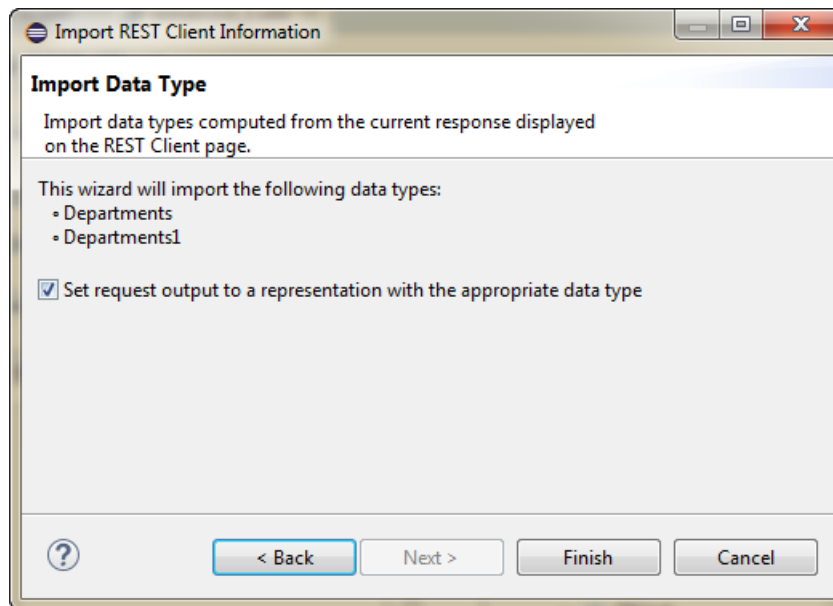 Import REST Client Information
Import Data Type
Import data types computed from the current response displayed
on the REST Client page.
This wizard will import the following data types:
• Departments
• Departments1
Set request output to a representation with the appropriate data type
? < Back Next > Finish Cancel